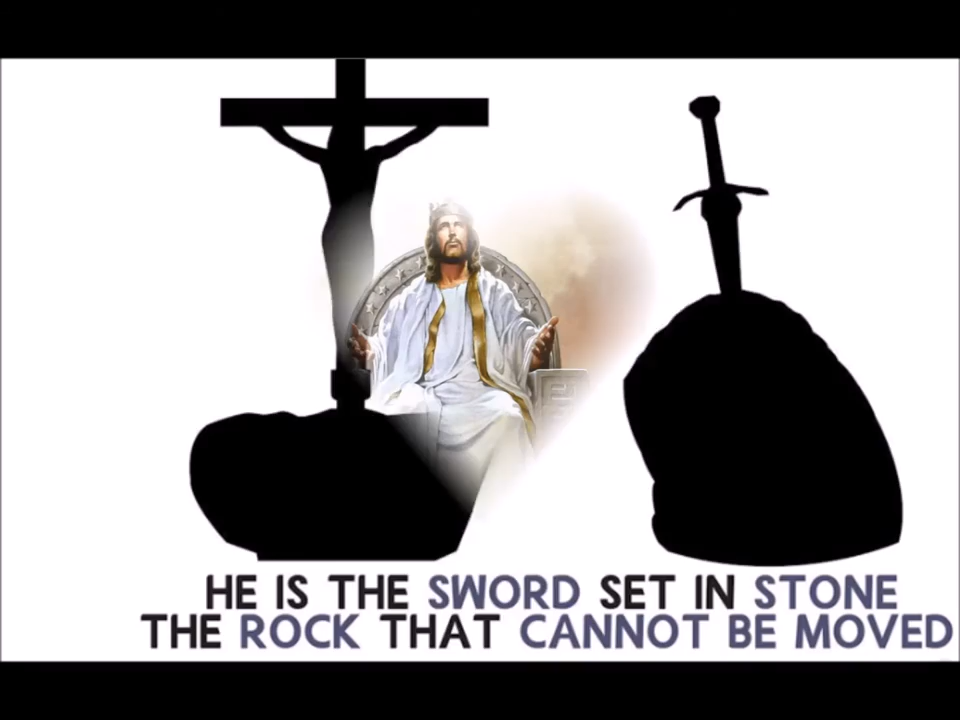 HE IS THE SWORD SET IN STONE
THE ROCK THAT CANNOT BE MOVED